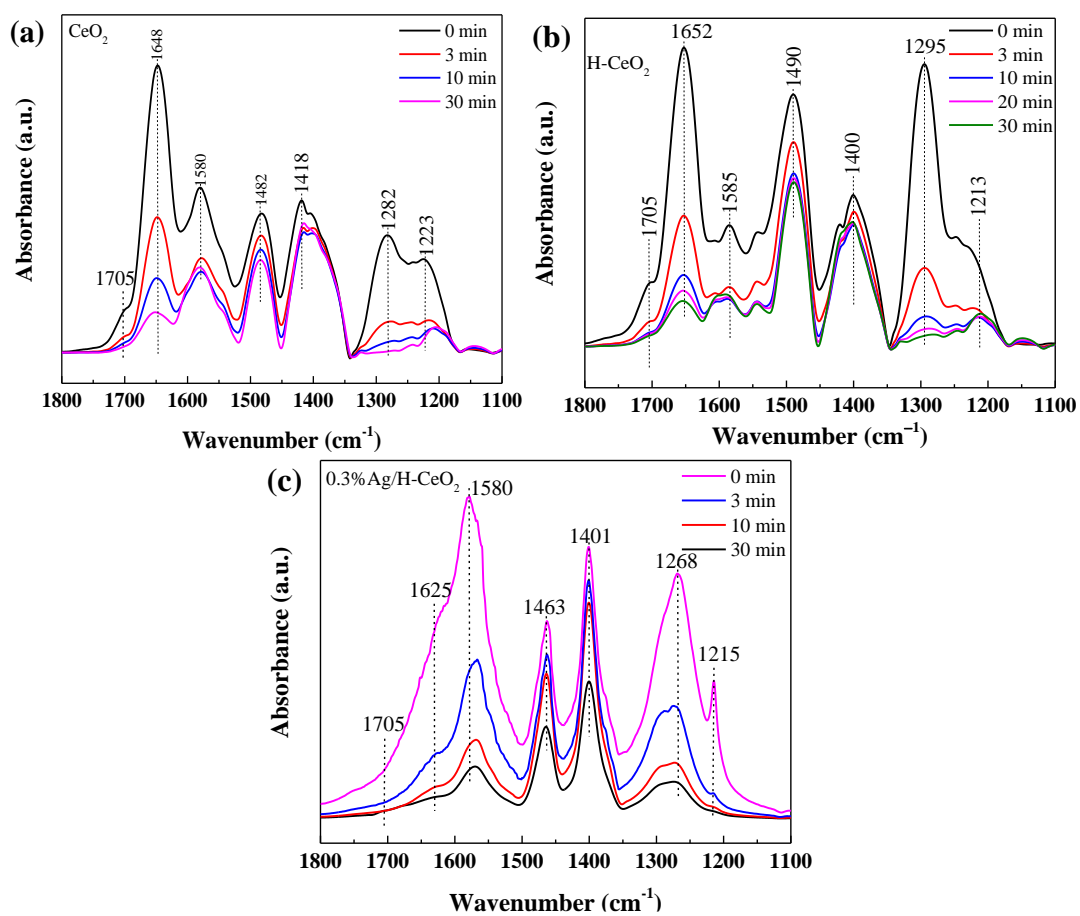 (a)
CeO₂
0 min
3 min
10 min
30 min
1648
1705
1580
1482
1418
1282
1223
Absorbance (a.u.)
1800 1700 1600 1500 1400 1300 1200 1100
Wavenumber (cm⁻¹)
(b)
H-CeO₂
0 min
3 min
10 min
20 min
30 min
1652
1705
1585
1490
1400
1295
1213
Absorbance (a.u.)
1800 1700 1600 1500 1400 1300 1200 1100
Wavenumber (cm⁻¹)
(c)
0.3%Ag/H-CeO₂
0 min
3 min
10 min
30 min
1705
1625
1580
1463
1401
1268
1215
Absorbance (a.u.)
1800 1700 1600 1500 1400 1300 1200 1100
Wavenumber (cm⁻¹)